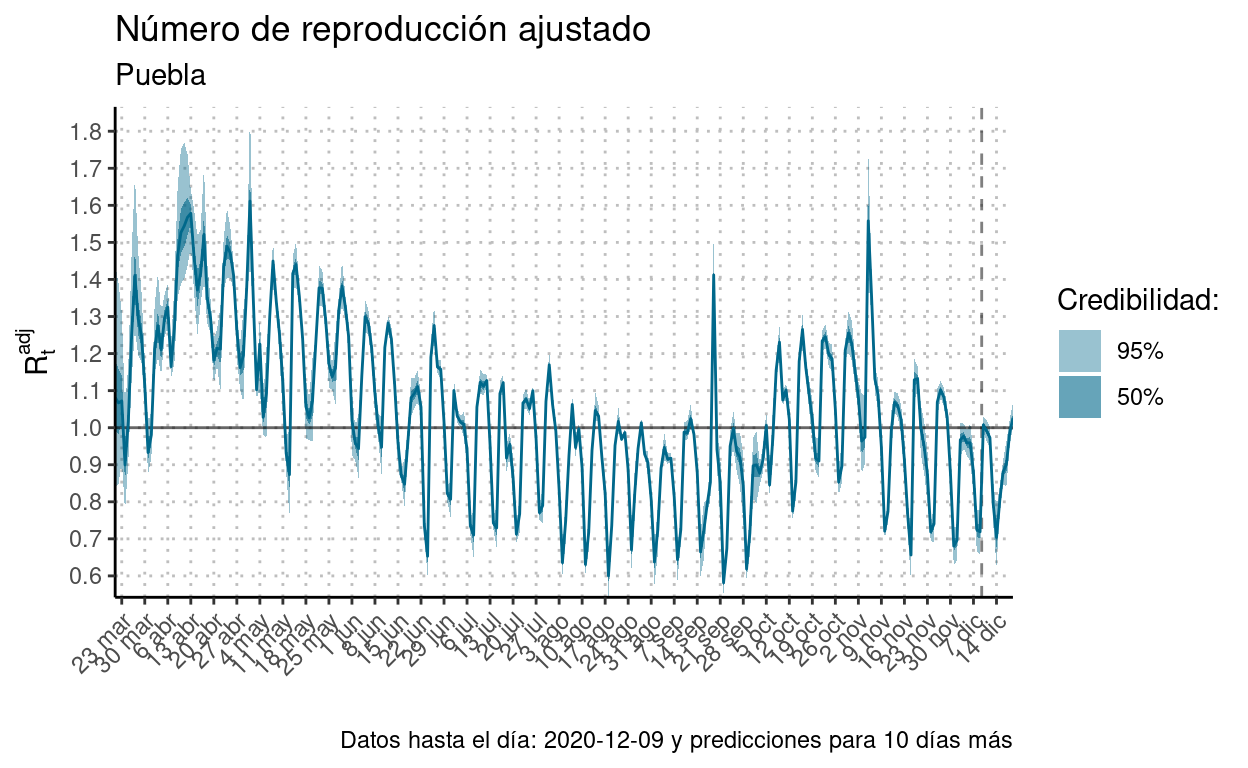 Número de reproducción ajustado
Puebla
R_t^adj
1.8
1.7
1.6
1.5
1.4
1.3
1.2
1.1
1.0
0.9
0.8
0.7
0.6
23 mar
30 mar
6 abr
13 abr
20 abr
27 abr
4 may
11 may
18 may
25 may
1 jun
8 jun
15 jun
22 jun
29 jun
6 jul
13 jul
20 jul
27 jul
3 ago
10 ago
17 ago
24 ago
31 ago
7 sep
14 sep
21 sep
28 sep
5 oct
12 oct
19 oct
26 oct
2 nov
9 nov
16 nov
23 nov
30 nov
7 dic
14 dic
Credibilidad:
95%
50%
Datos hasta el día: 2020-12-09 y predicciones para 10 días más